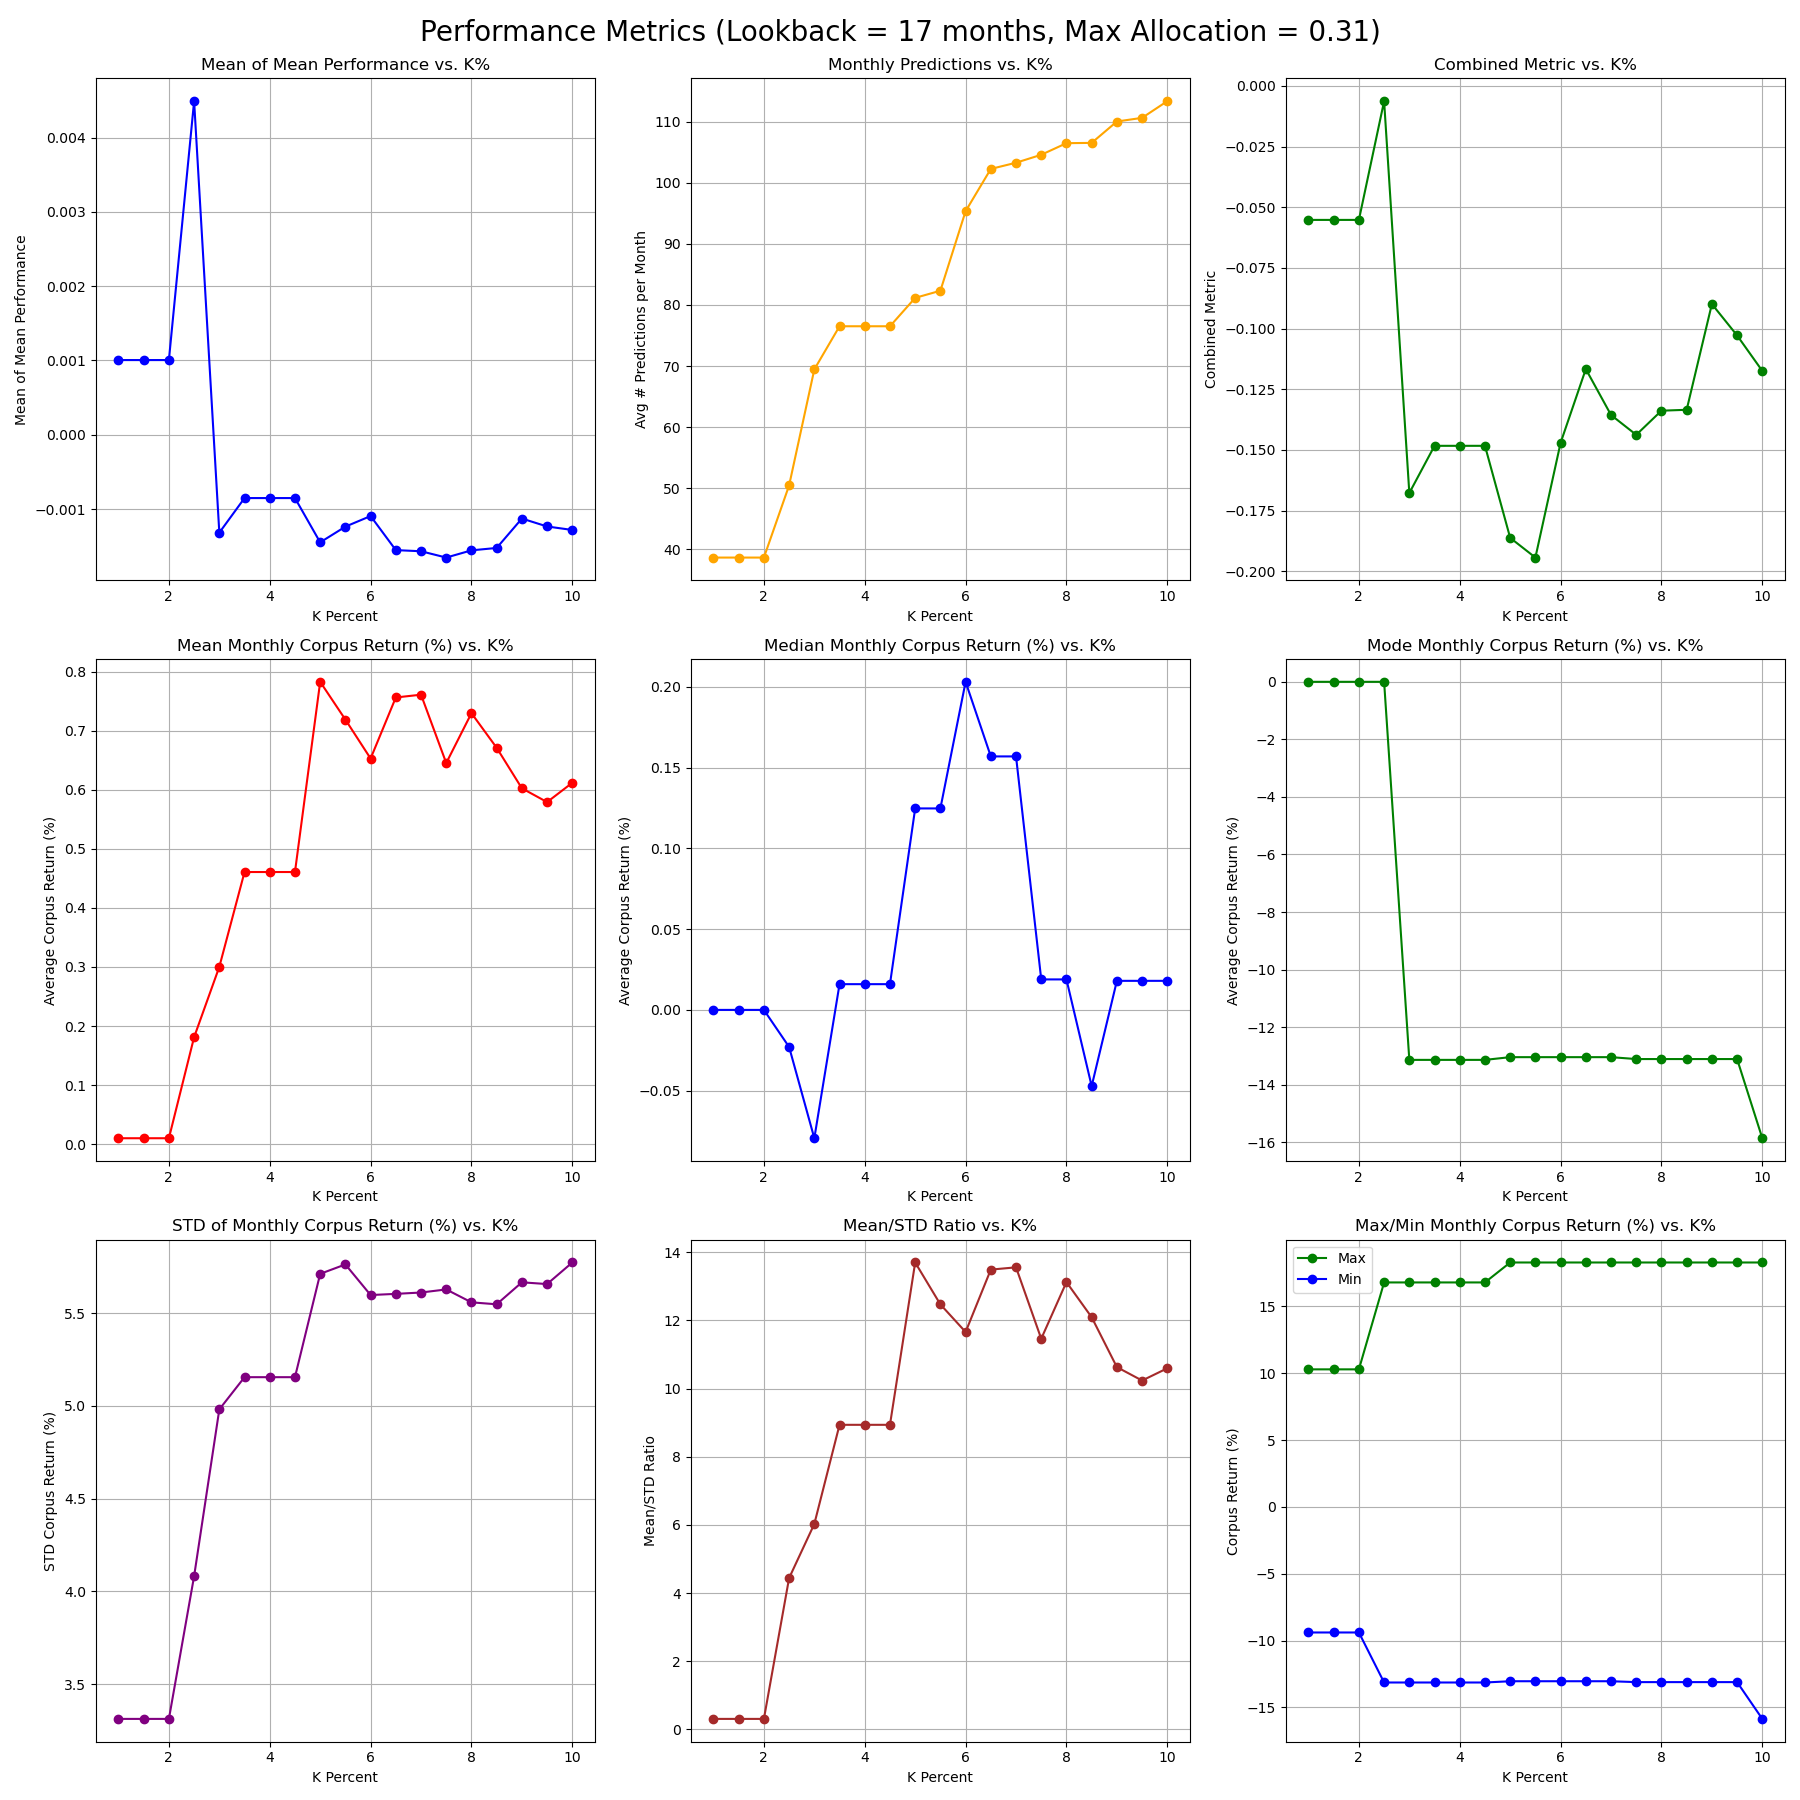 Performance Metrics (Lookback = 17 months, Max Allocation = 0.31)
Mean of Mean Performance vs. K%
Mean of Mean Performance
0.004
0.003
0.002
0.001
0.000
−0.001
2 4 6 8 10
K Percent
Monthly Predictions vs. K%
Avg # Predictions per Month
110
100
90
80
70
60
50
40
2 4 6 8 10
K Percent
Combined Metric vs. K%
Combined Metric
0.000
−0.025
−0.050
−0.075
−0.100
−0.125
−0.150
−0.175
−0.200
2 4 6 8 10
K Percent
Mean Monthly Corpus Return (%) vs. K%
Average Corpus Return (%)
0.8
0.7
0.6
0.5
0.4
0.3
0.2
0.1
0.0
2 4 6 8 10
K Percent
Median Monthly Corpus Return (%) vs. K%
Average Corpus Return (%)
0.20
0.15
0.10
0.05
0.00
−0.05
2 4 6 8 10
K Percent
Mode Monthly Corpus Return (%) vs. K%
Average Corpus Return (%)
0
−2
−4
−6
−8
−10
−12
−14
−16
2 4 6 8 10
K Percent
STD of Monthly Corpus Return (%) vs. K%
STD Corpus Return (%)
5.5
5.0
4.5
4.0
3.5
2 4 6 8 10
K Percent
Mean/STD Ratio vs. K%
Mean/STD Ratio
14
12
10
8
6
4
2
0
2 4 6 8 10
K Percent
Max/Min Monthly Corpus Return (%) vs. K%
Max
Min
Corpus Return (%)
15
10
5
0
−5
−10
−15
2 4 6 8 10
K Percent